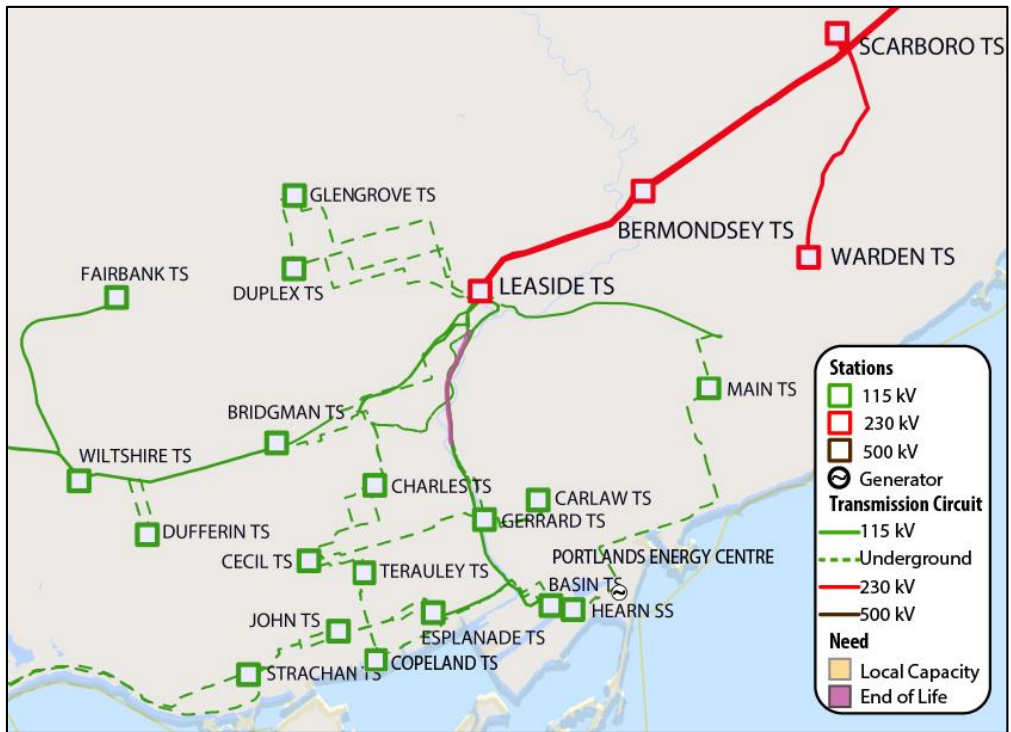 SCARBORO TS
GLENGROVE TS
BERMONDSEY TS
WARDEN TS
FAIRBANK TS
DUPLEX TS
LEASIDE TS
MAIN TS
BRIDGMAN TS
WILTSHIRE TS
CHARLES TS
CARLAW TS
GERRARD TS
DUFFERIN TS
CECIL TS
TERAULEY TS
PORTLANDS ENERGY CENTRE
BASIN TS
HEARN SS
JOHN TS
ESPLANADE TS
COPELAND TS
STRACHAN TS
Stations
115 kV
230 kV
500 kV
Generator
Transmission Circuit
115 kV
Underground
230 kV
500 kV
Need
Local Capacity
End of Life